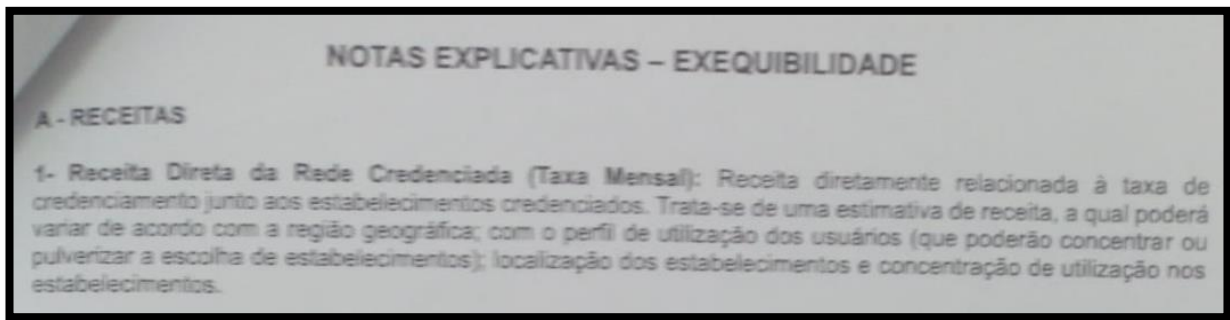 NOTAS EXPLICATIVAS – EXEQUIBILIDADE
A - RECEITAS
1- Receita Direta da Rede Credenciada (Taxa Mensal): Receita diretamente relacionada à taxa de
credenciamento junto aos estabelecimentos credenciados. Trata-se de uma estimativa de receita, a qual poderá
variar de acordo com a região geográfica; com o perfil de utilização dos usuários (que poderão concentrar ou
pulverizar a escolha de estabelecimentos); localização dos estabelecimentos e concentração de utilização nos
estabelecimentos.